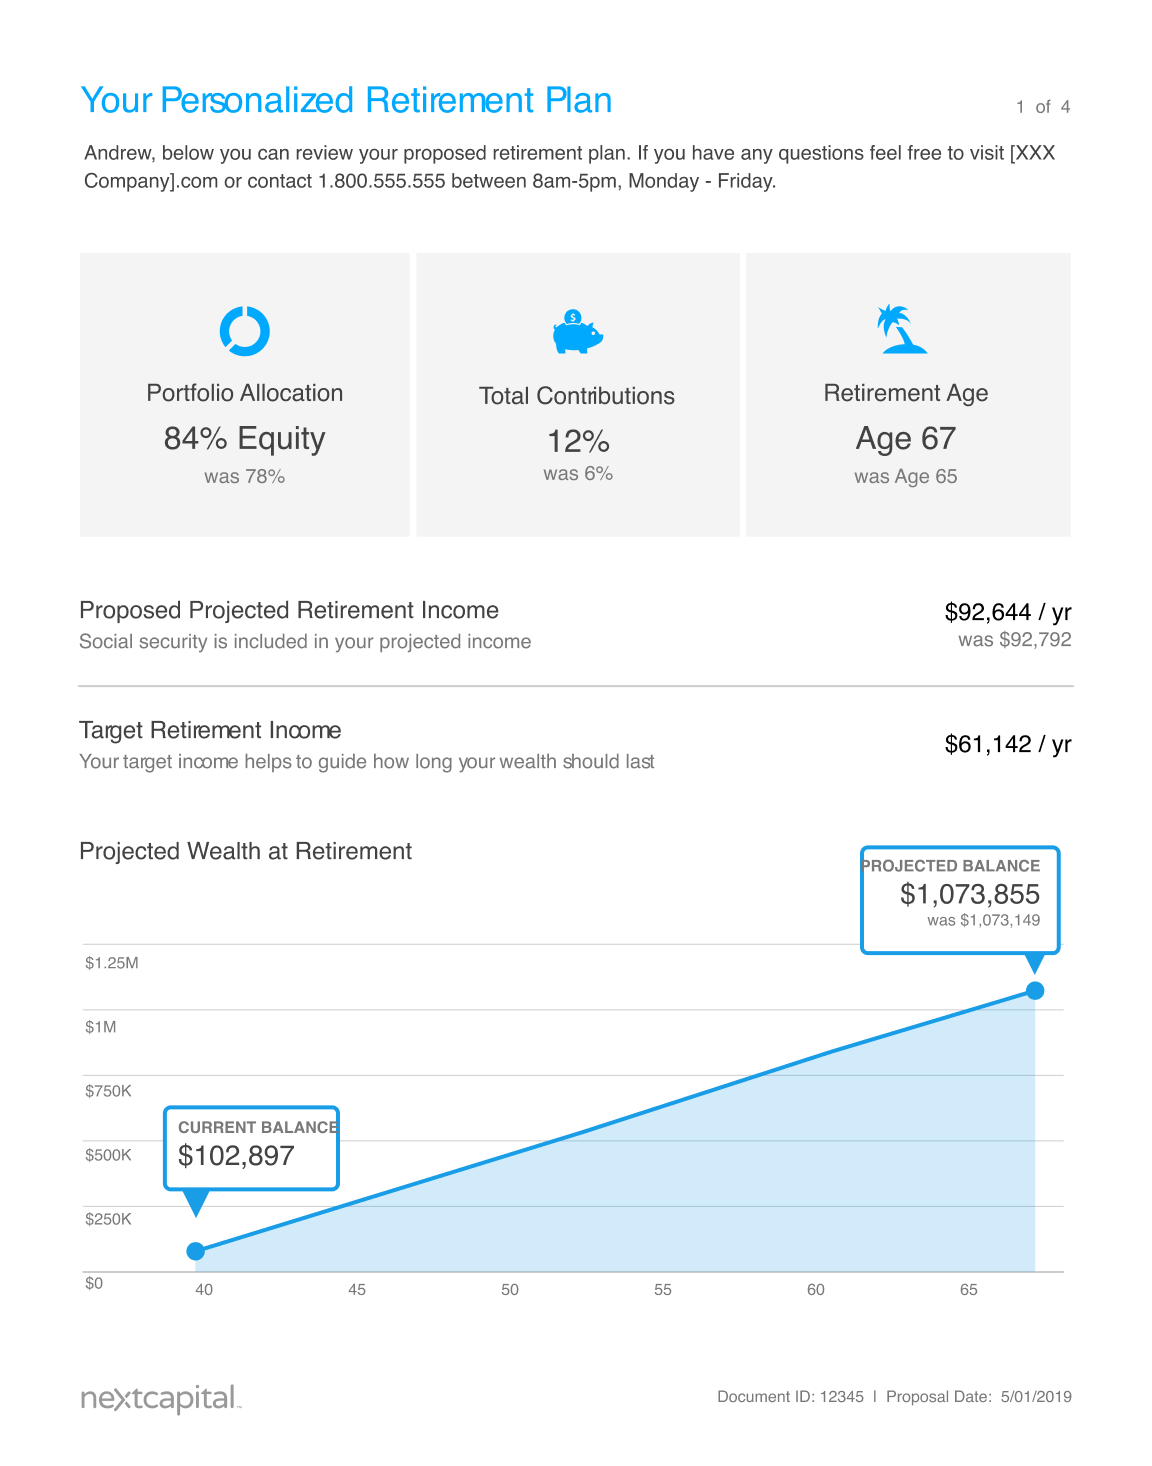 Your Personalized Retirement Plan
1 of 4
Andrew, below you can review your proposed retirement plan. If you have any questions feel free to visit [XXX
Company].com or contact 1.800.555.555 between 8am-5pm, Monday - Friday.
$
Portfolio Allocation
84% Equity
was 78%
Total Contributions
12%
was 6%
Retirement Age
Age 67
was Age 65
Proposed Projected Retirement Income
$92,644 / yr
Social security is included in your projected income
was $92,792
Target Retirement Income
$61,142 / yr
Your target income helps to guide how long your wealth should last
Projected Wealth at Retirement
PROJECTED BALANCE
$1,073,855
was $1,073,149
$1.25M
$1M
$750K
CURRENT BALANCE
$102,897
$500K
$250K
$0
40 45 50 55 60 65
nextcapital™
Document ID: 12345 | Proposal Date: 5/01/2019